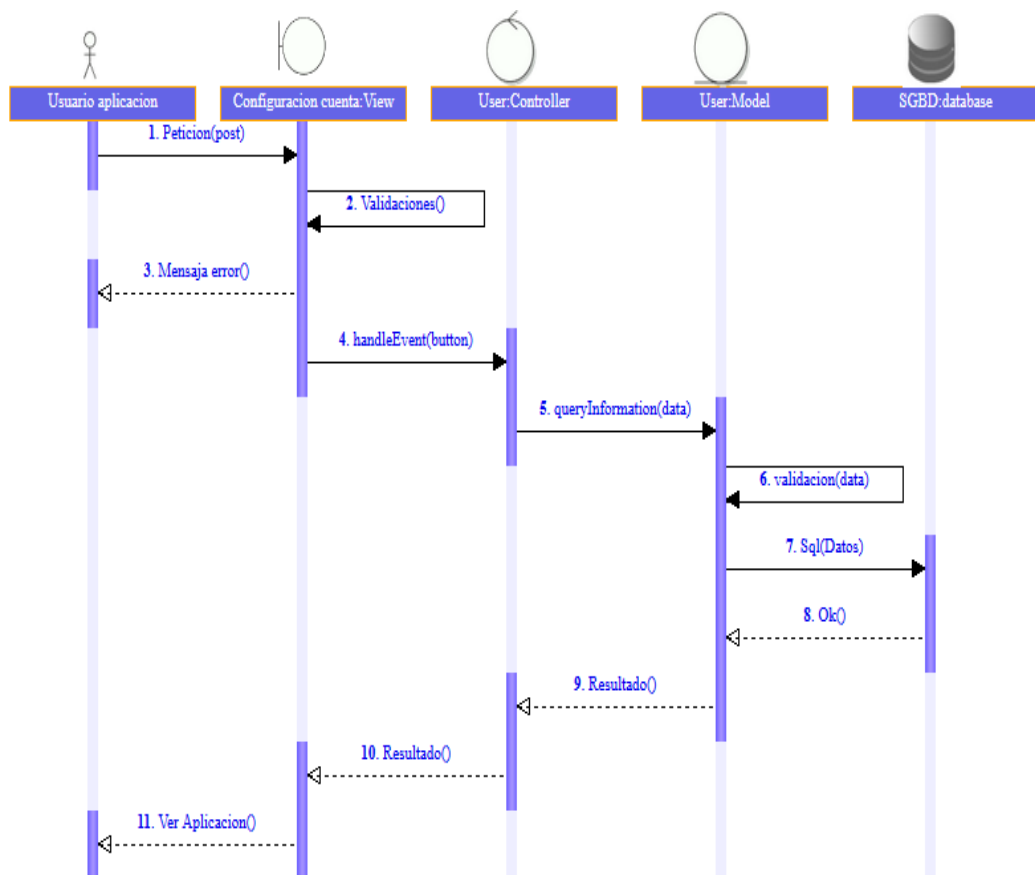 Usuario aplicacion
Configuracion cuenta:View
User:Controller
User:Model
SGBD:database
1. Peticion(post)
2. Validaciones()
3. Mensaja error()
4. handleEvent(button)
5. queryInformation(data)
6. validacion(data)
7. Sql(Datos)
8. Ok()
9. Resultado()
10. Resultado()
11. Ver Aplicacion()